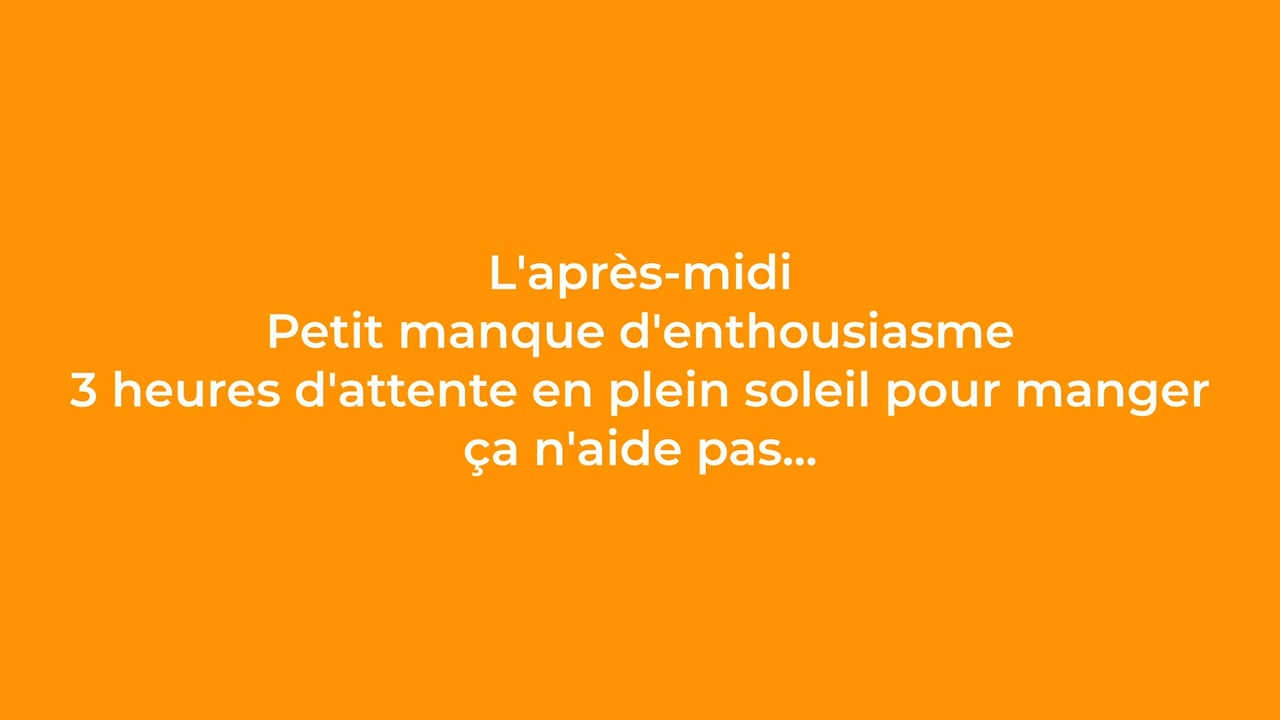 L'après-midi
Petit manque d'enthousiasme
3 heures d'attente en plein soleil pour manger
ça n'aide pas...